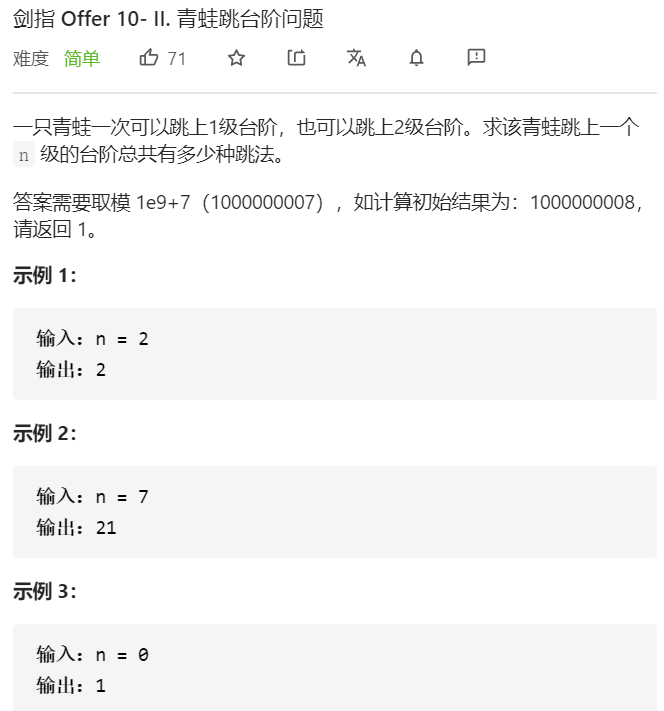 剑指 Offer 10- II. 青蛙跳台阶问题
难度 简单 71
一只青蛙一次可以跳上1级台阶，也可以跳上2级台阶。求该青蛙跳上一个
n 级的台阶总共有多少种跳法。
答案需要取模 1e9+7（1000000007），如计算初始结果为：1000000008，
请返回 1。
示例 1：
输入：n = 2
输出：2
示例 2：
输入：n = 7
输出：21
示例 3：
输入：n = 0
输出：1